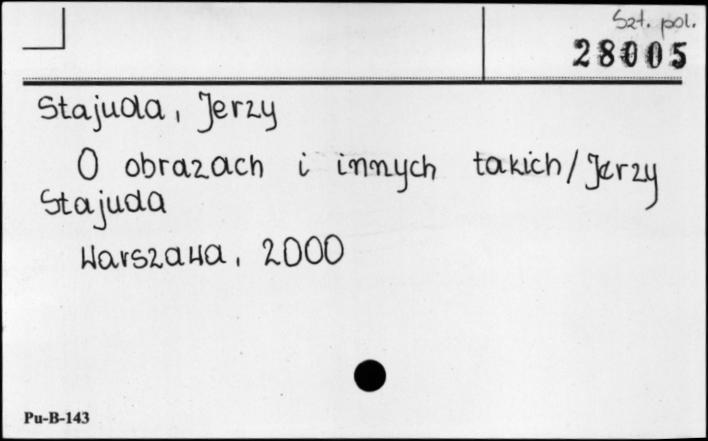 Szt. pol.
28005
Stajuda, Jerzy
O obrazach i innych takich / Jerzy
Stajuda
Warszawa, 2000
Pu-B-143